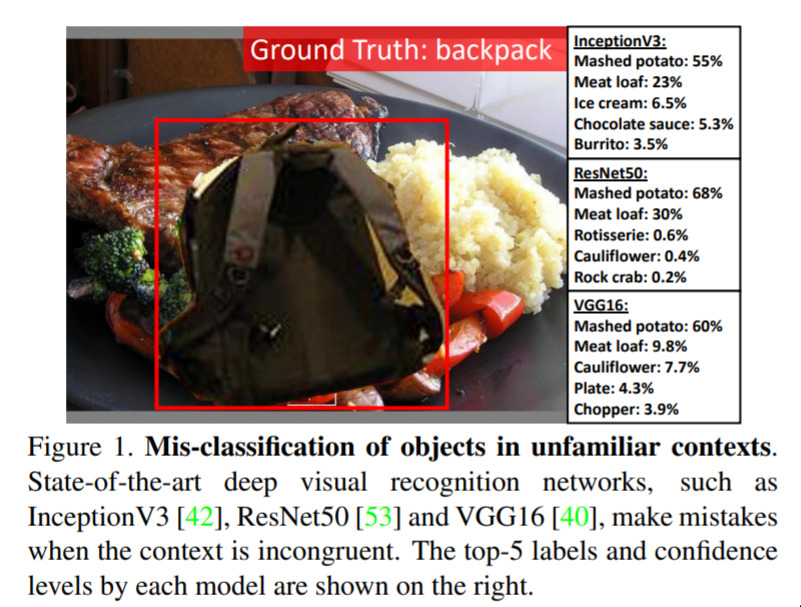 Ground Truth: backpack
InceptionV3:
Mashed potato: 55%
Meat loaf: 23%
Ice cream: 6.5%
Chocolate sauce: 5.3%
Burrito: 3.5%
ResNet50:
Mashed potato: 68%
Meat loaf: 30%
Rotisserie: 0.6%
Cauliflower: 0.4%
Rock crab: 0.2%
VGG16:
Mashed potato: 60%
Meat loaf: 9.8%
Cauliflower: 7.7%
Plate: 4.3%
Chopper: 3.9%
Figure 1. Mis-classification of objects in unfamiliar contexts.
State-of-the-art deep visual recognition networks, such as
InceptionV3 [42], ResNet50 [53] and VGG16 [40], make mistakes
when the context is incongruent. The top-5 labels and confidence
levels by each model are shown on the right.